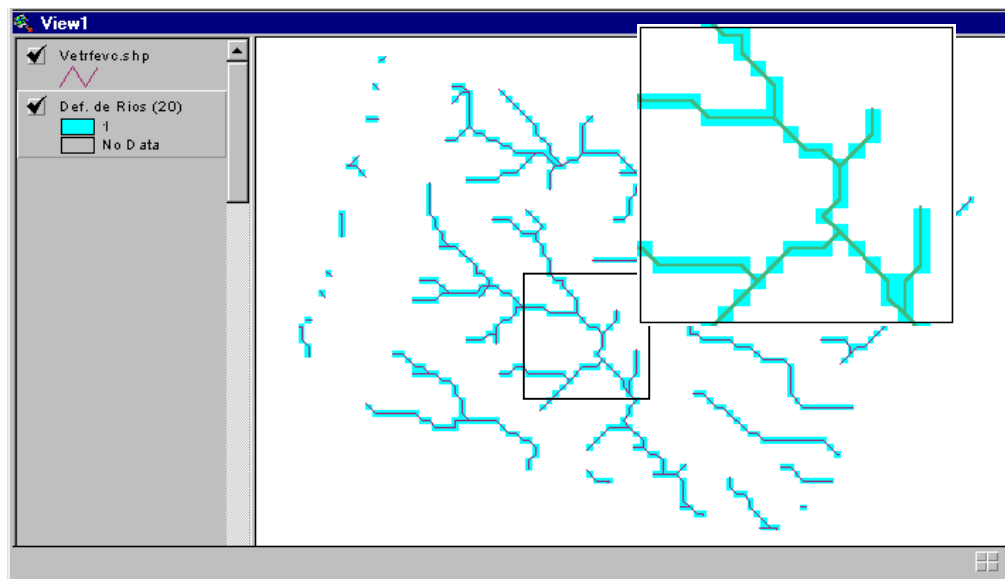 View1
Vetrfevc.shp
Def. de Rios (20)
1
No Data